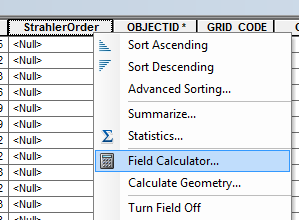 StrahlerOrder OBJECTID * GRID_CODE
<Null> Sort Ascending
<Null> Sort Descending
<Null> Advanced Sorting...
<Null>
<Null> Summarize...
<Null> Statistics...
<Null>
<Null> Field Calculator...
<Null> Calculate Geometry...
<Null>
<Null> Turn Field Off